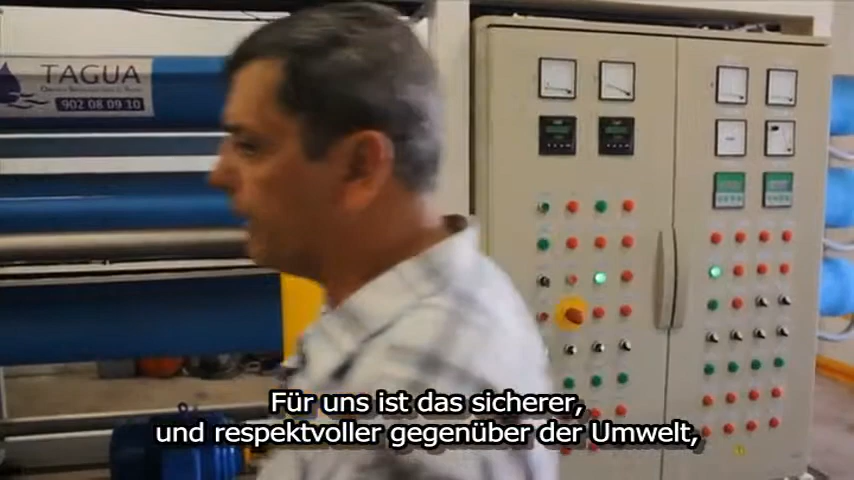 TAGUA
902 08 09 10
Für uns ist das sicherer,
und respektvoller gegenüber der Umwelt,